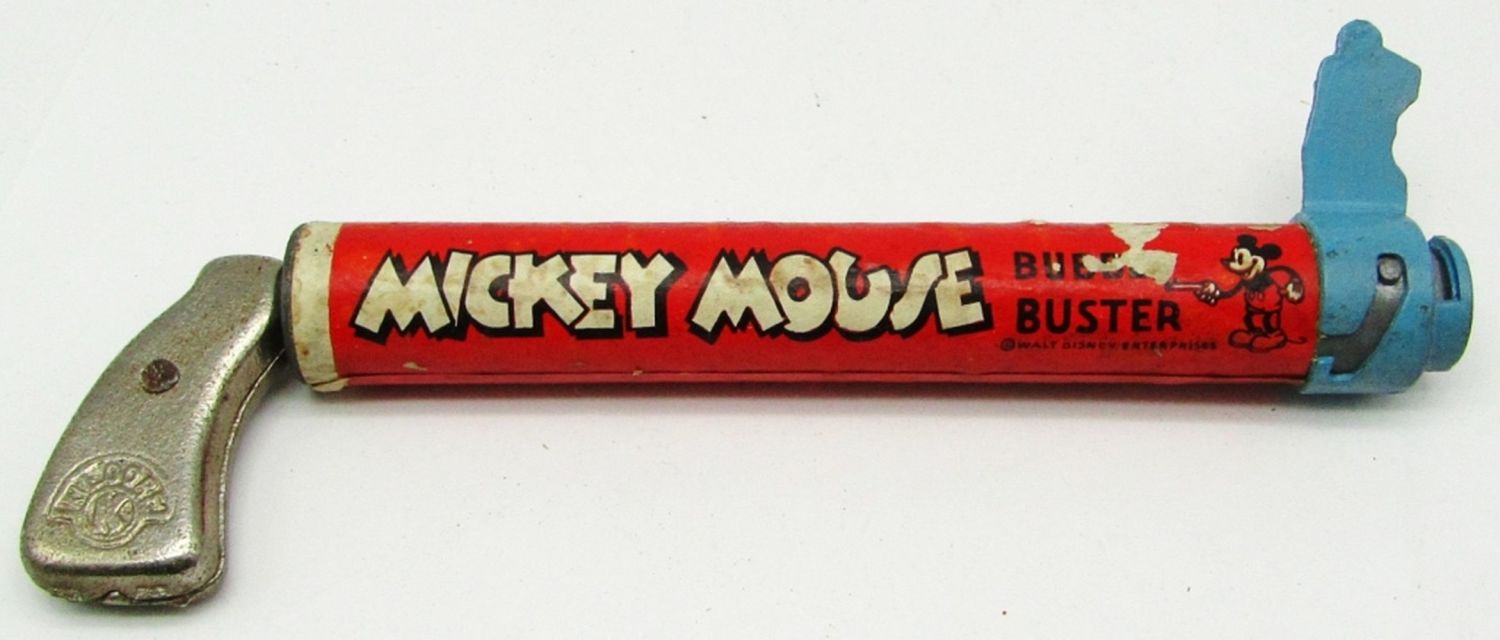 MICKEY MOUSE
BUSTER
© WALT DISNEY ENTERPRISES